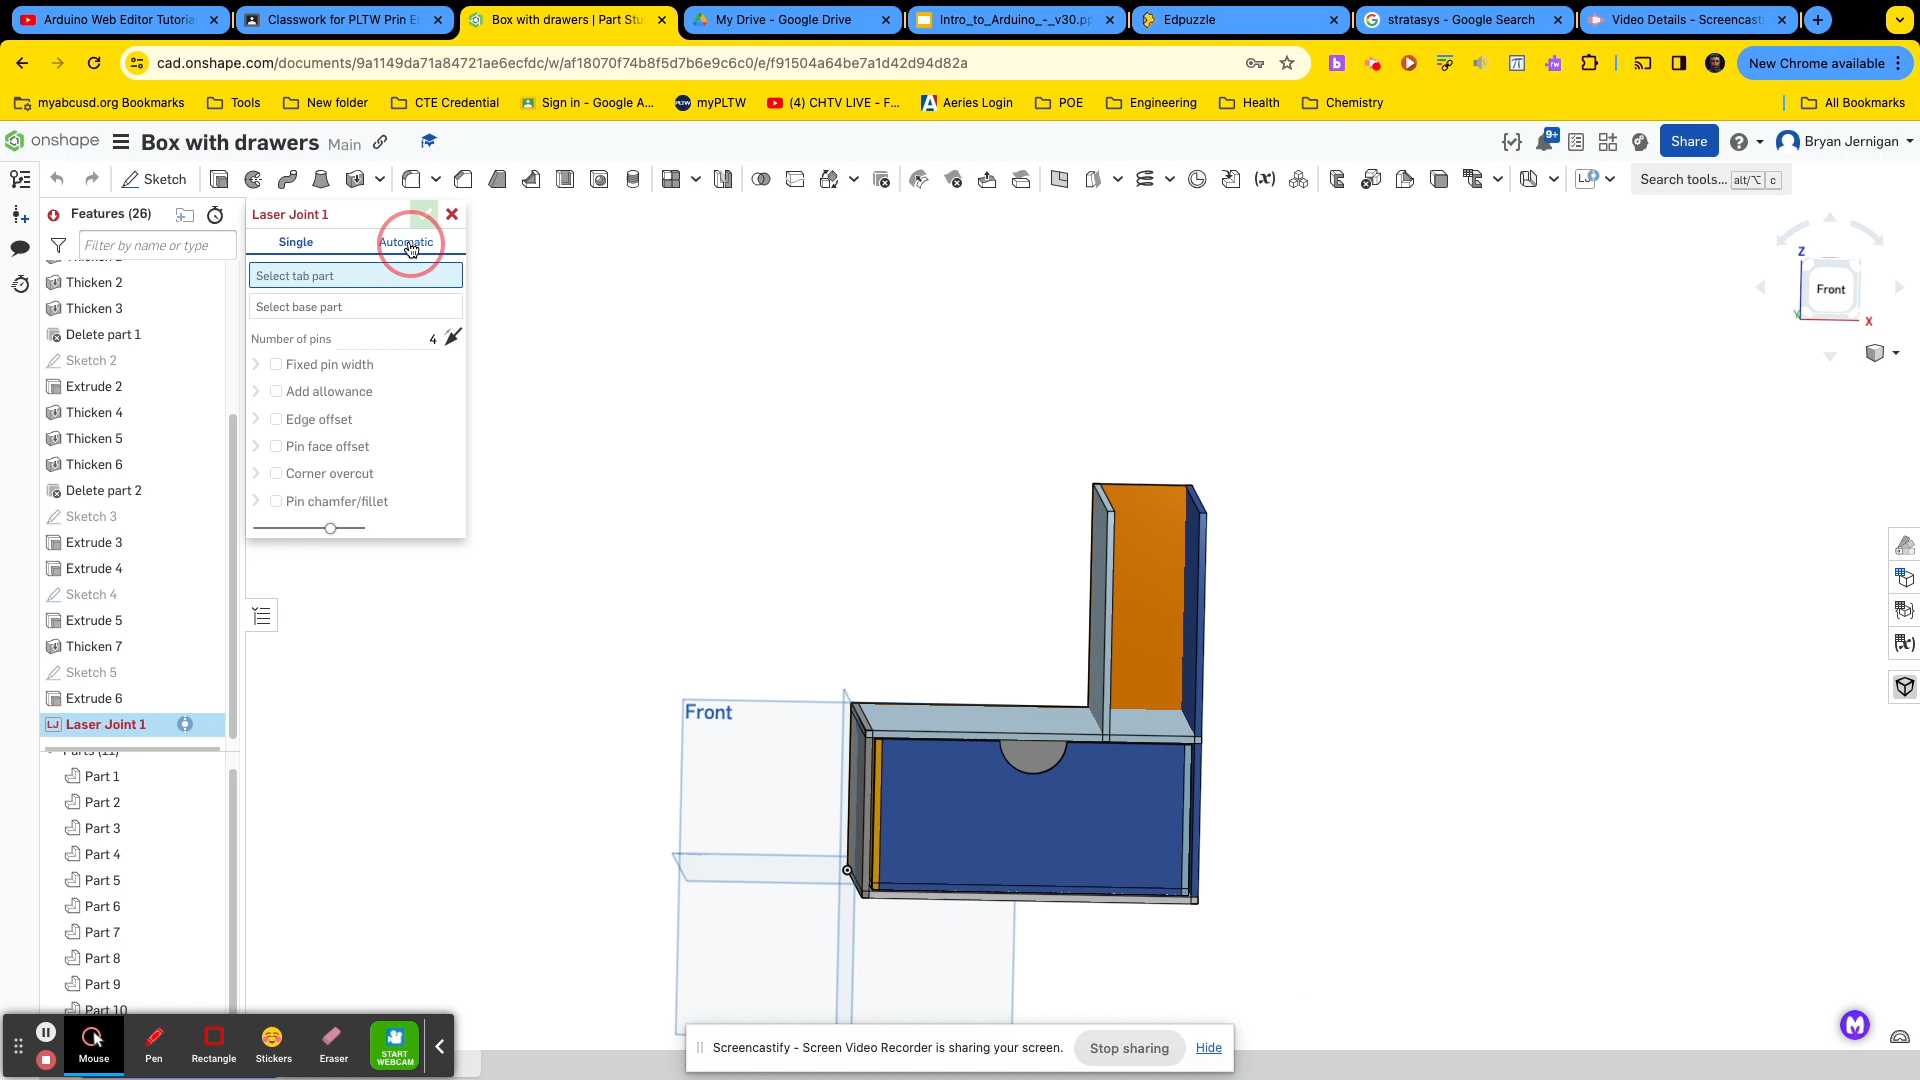 Arduino Web Editor Tutoria
Classwork for PLTW Prin E
Box with drawers | Part Stu
My Drive - Google Drive
Intro_to_Arduino_-_v30.pp
Edpuzzle
stratasys - Google Search
Video Details - Screencast
cad.onshape.com/documents/9a1149da71a84721ae6ecfdc/w/af18070f74b8f5d7b6e9c6c0/e/f91504a64be7a1d42d94d82a
New Chrome available
myabcusd.org Bookmarks
Tools
New folder
CTE Credential
Sign in - Google A...
myPLTW
(4) CHTV LIVE - F...
Aeries Login
POE
Engineering
Health
Chemistry
All Bookmarks
onshape
Box with drawers Main
9+
Share
Bryan Jernigan
Sketch
Search tools... alt/⌥ c
Features (26)
Filter by name or type
Thicken 2
Thicken 3
Delete part 1
Sketch 2
Extrude 2
Thicken 4
Thicken 5
Thicken 6
Delete part 2
Sketch 3
Extrude 3
Extrude 4
Sketch 4
Extrude 5
Thicken 7
Sketch 5
Extrude 6
LJ Laser Joint 1
Parts (11)
Part 1
Part 2
Part 3
Part 4
Part 5
Part 6
Part 7
Part 8
Part 9
Part 10
Laser Joint 1
Single
Automatic
Select tab part
Select base part
Number of pins 4
Fixed pin width
Add allowance
Edge offset
Pin face offset
Corner overcut
Pin chamfer/fillet
Front
Z
Front
X
Mouse
Pen
Rectangle
Stickers
Eraser
START
WEBCAM
Screencastify - Screen Video Recorder is sharing your screen.
Stop sharing
Hide